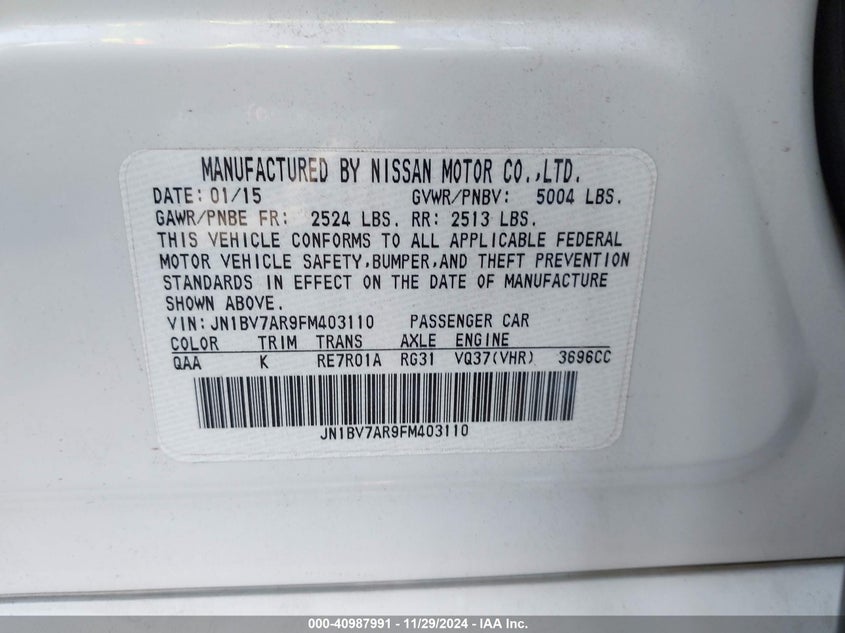 MANUFACTURED BY NISSAN MOTOR CO.,LTD.
DATE: 01/15 GVWR/PNBV: 5004 LBS.
GAWR/PNBE FR: 2524 LBS. RR: 2513 LBS.
THIS VEHICLE CONFORMS TO ALL APPLICABLE FEDERAL
MOTOR VEHICLE SAFETY,BUMPER,AND THEFT PREVENTION
STANDARDS IN EFFECT ON THE DATE OF MANUFACTURE
SHOWN ABOVE.
VIN: JN1BV7AR9FM403110 PASSENGER CAR
COLOR TRIM TRANS AXLE ENGINE
QAA K RE7R01A RG31 VQ37(VHR) 3696CC
JN1BV7AR9FM403110
000-40987991 - 11/29/2024 - IAA Inc.